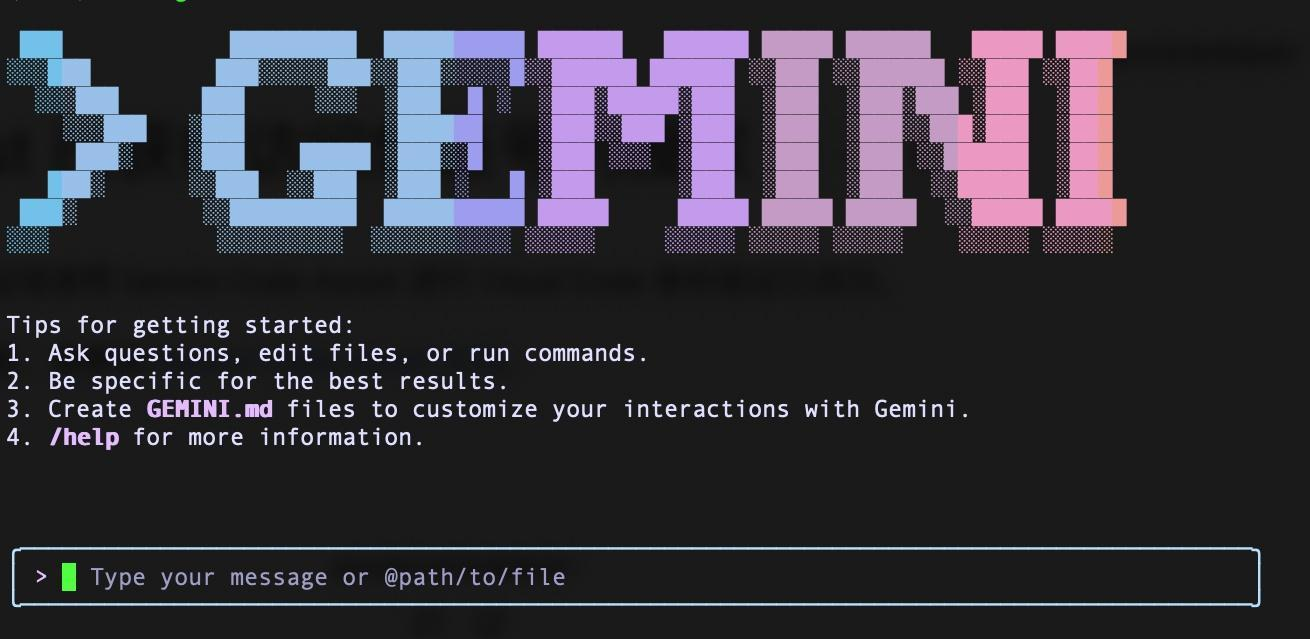 > GEMINI
Tips for getting started:
1. Ask questions, edit files, or run commands.
2. Be specific for the best results.
3. Create GEMINI.md files to customize your interactions with Gemini.
4. /help for more information.
> Type your message or @path/to/file